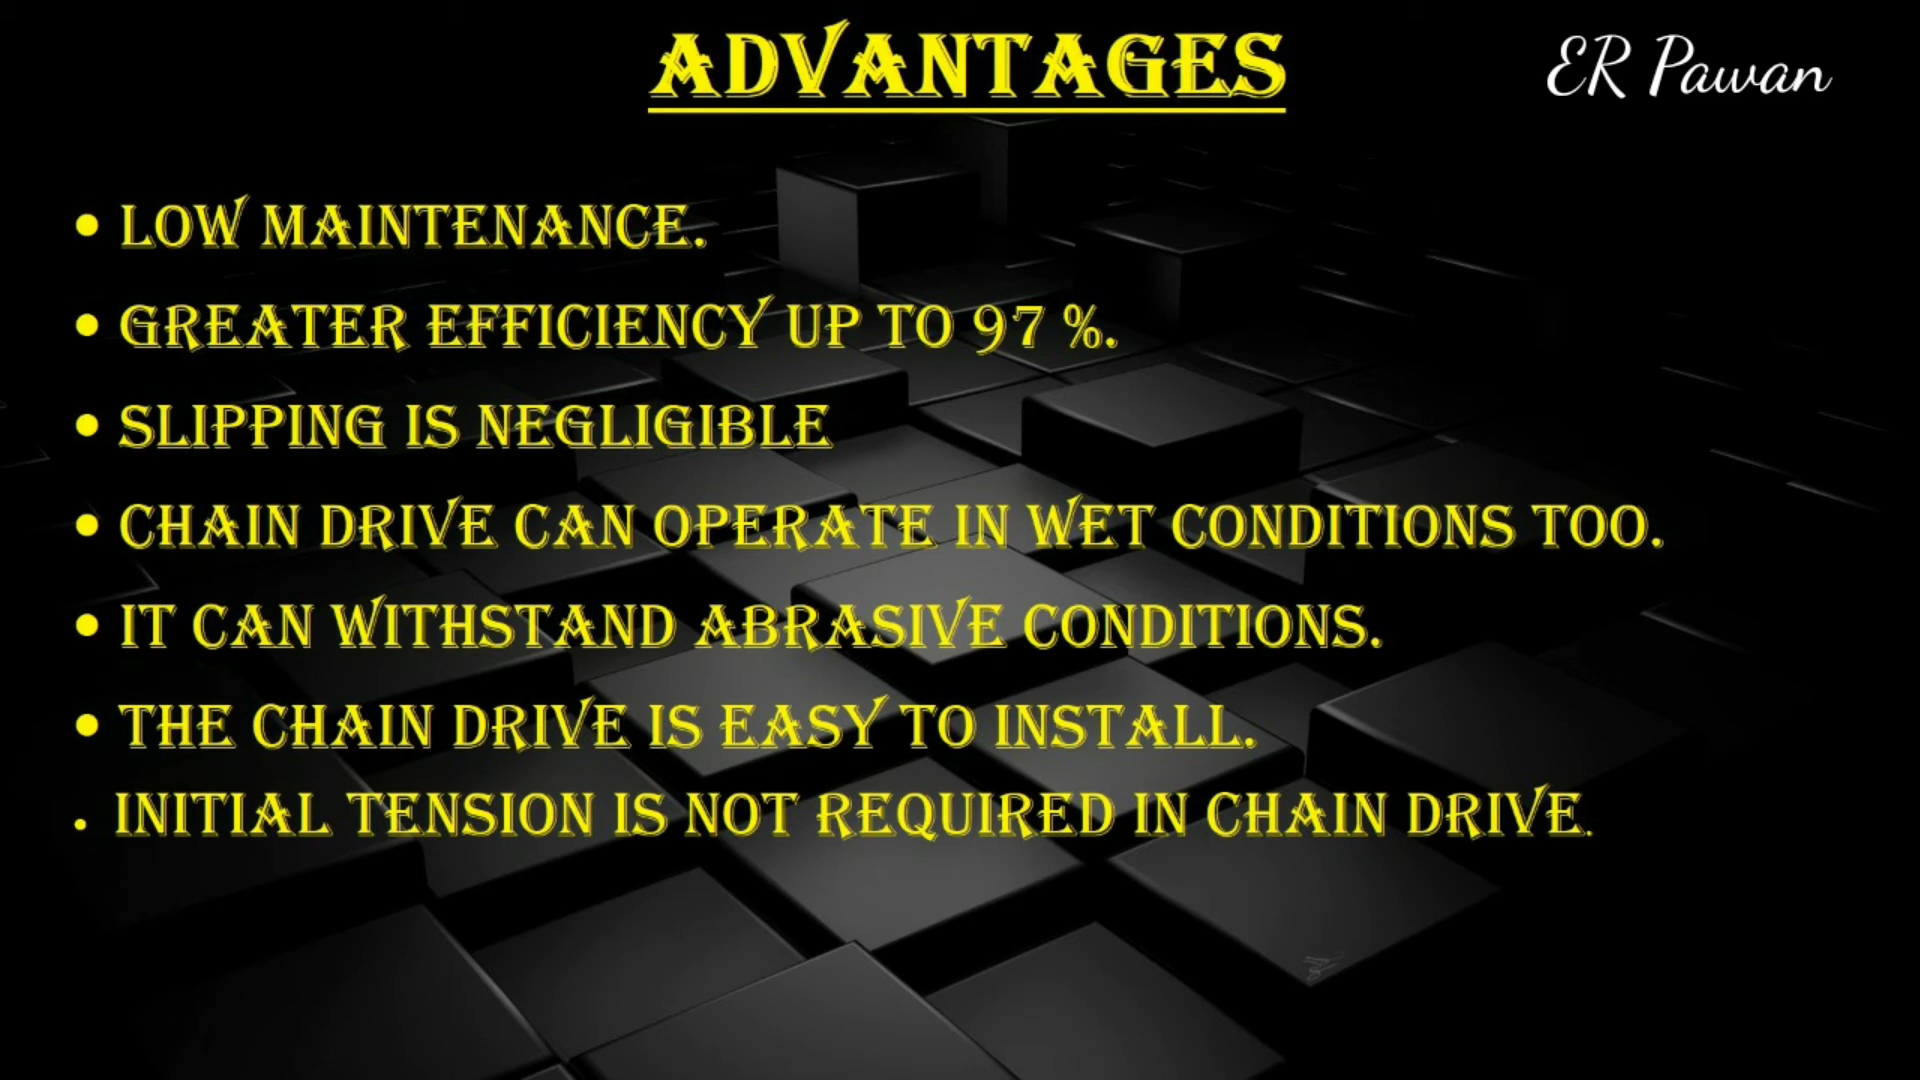 ADVANTAGES
ER Pawan
• LOW MAINTENANCE.
• GREATER EFFICIENCY UP TO 97 %.
• SLIPPING IS NEGLIGIBLE
• CHAIN DRIVE CAN OPERATE IN WET CONDITIONS TOO.
• IT CAN WITHSTAND ABRASIVE CONDITIONS.
• THE CHAIN DRIVE IS EASY TO INSTALL.
• INITIAL TENSION IS NOT REQUIRED IN CHAIN DRIVE.